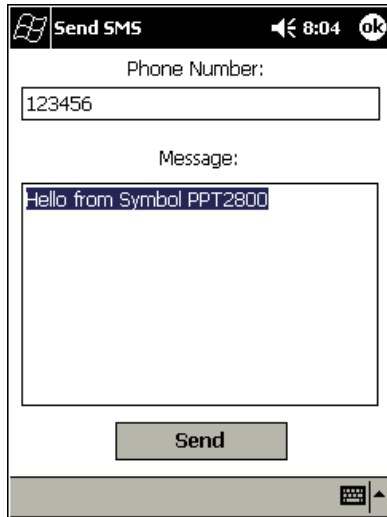 Send SMS 8:04 ok
Phone Number:
123456
Message:
Hello from Symbol PPT2800
Send